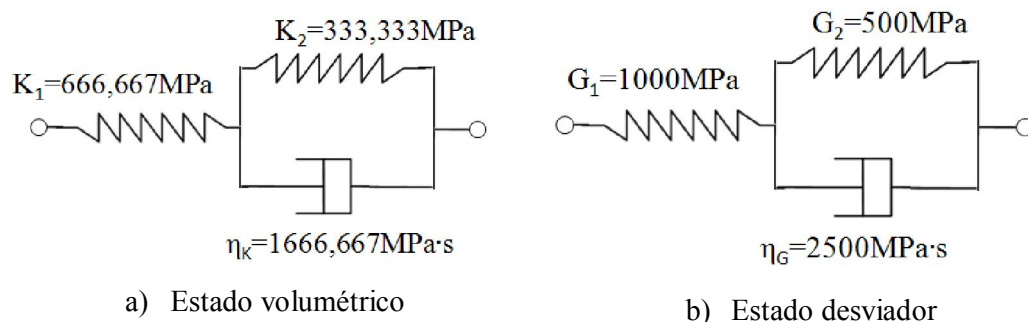 K2=333,333MPa
K1=666,667MPa
ηK=1666,667MPa·s
a) Estado volumétrico
G2=500MPa
G1=1000MPa
ηG=2500MPa·s
b) Estado desviador